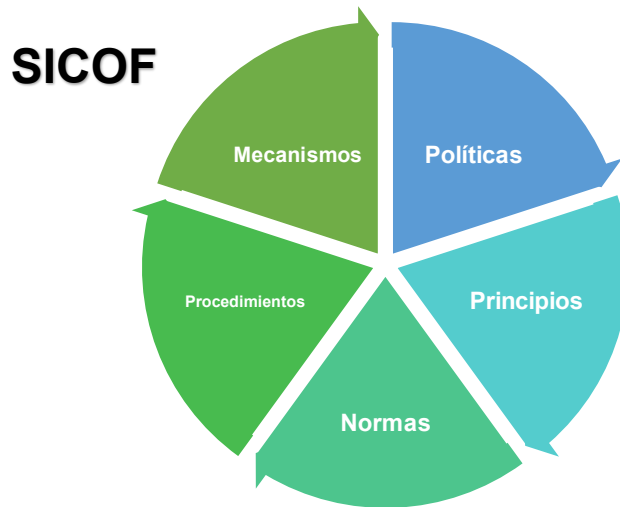 SICOF
Mecanismos
Políticas
Procedimientos
Principios
Normas